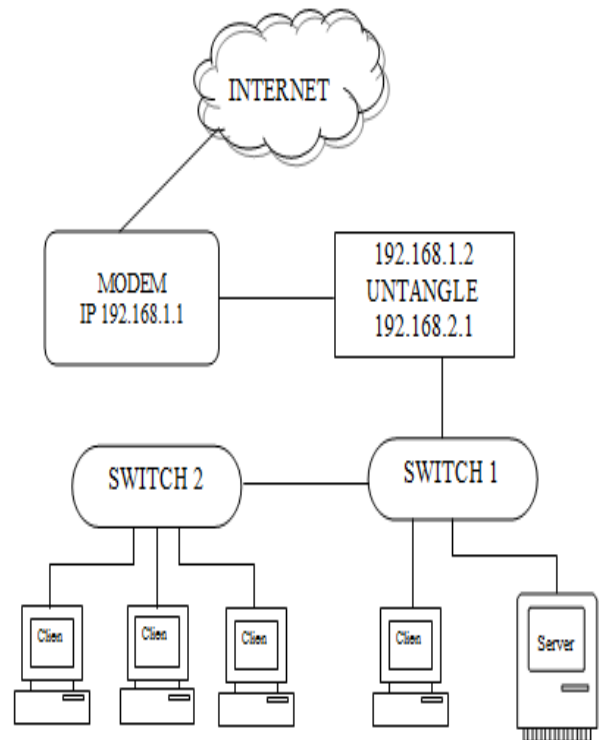 INTERNET
MODEM
IP 192.168.1.1
192.168.1.2
UNTANGLE
192.168.2.1
SWITCH 2
SWITCH 1
Clien
Clien
Clien
Clien
Server